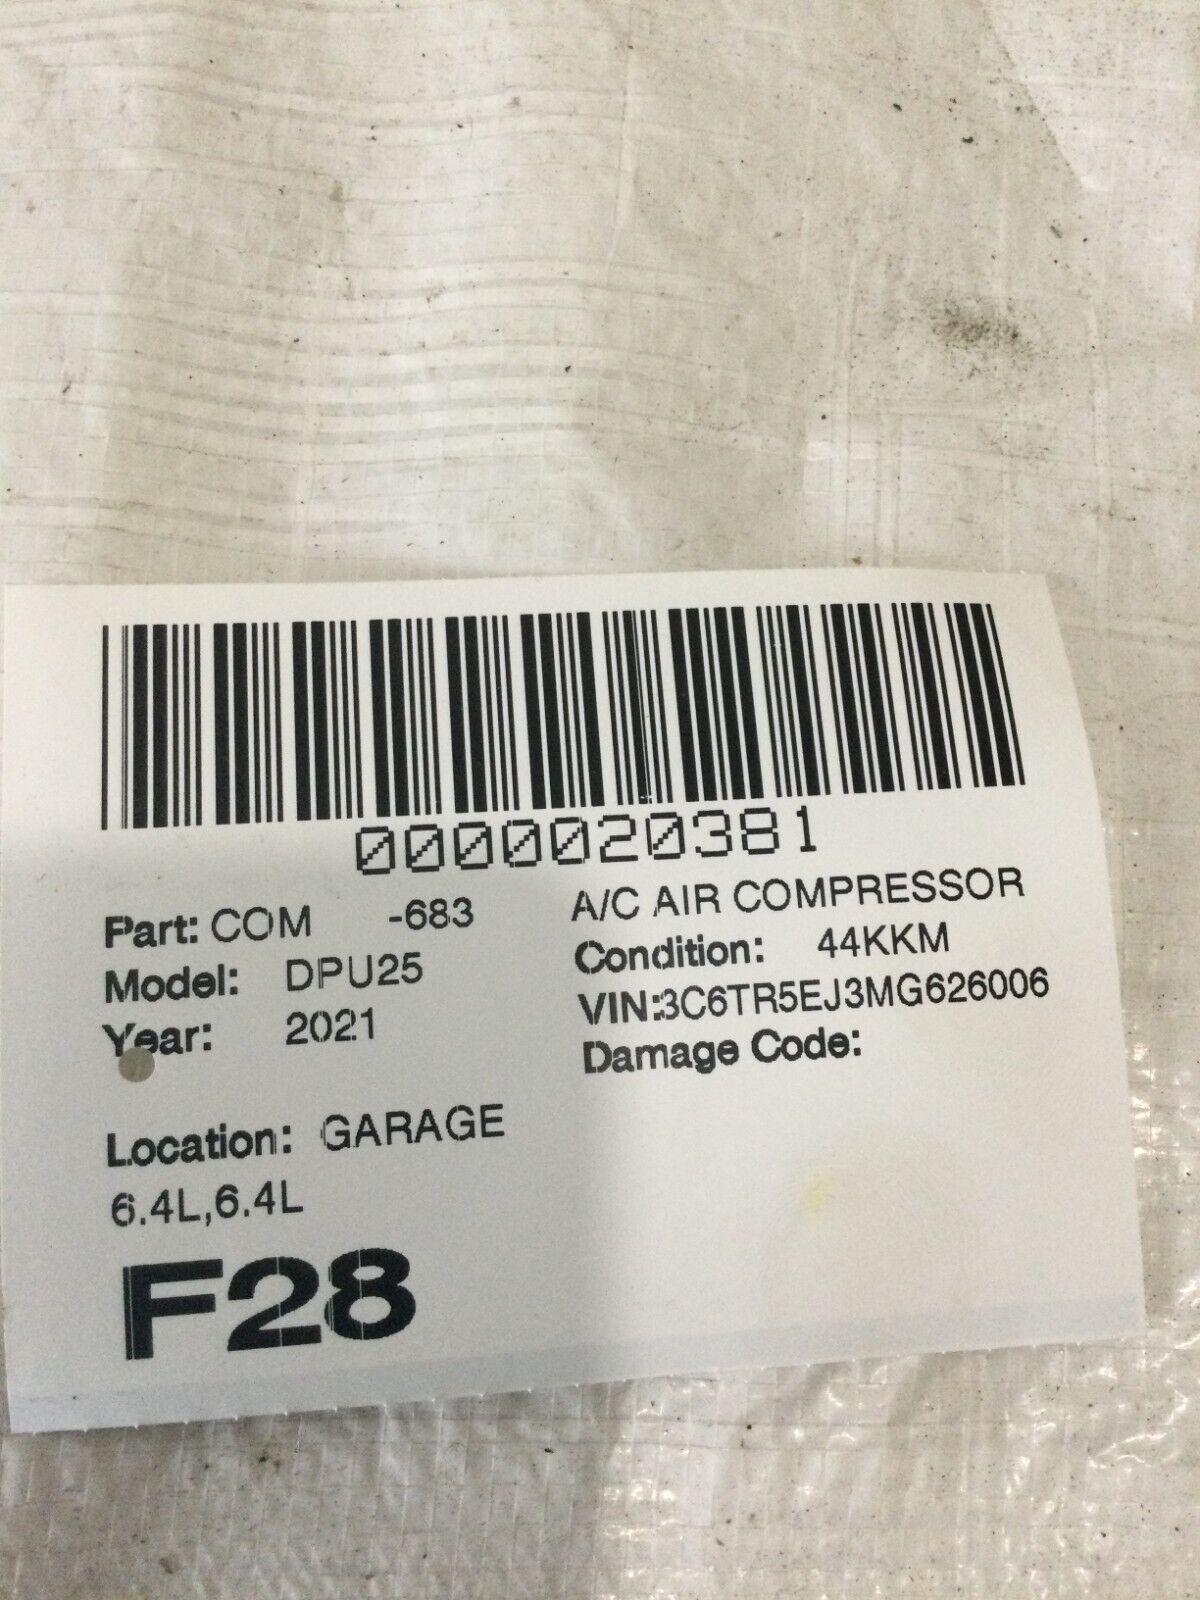 0000020381
Part: COM -683 A/C AIR COMPRESSOR
Model: DPU25 Condition: 44KKM
Year: 2021 VIN:3C6TR5EJ3MG626006
Damage Code:
Location: GARAGE
6.4L,6.4L
F28